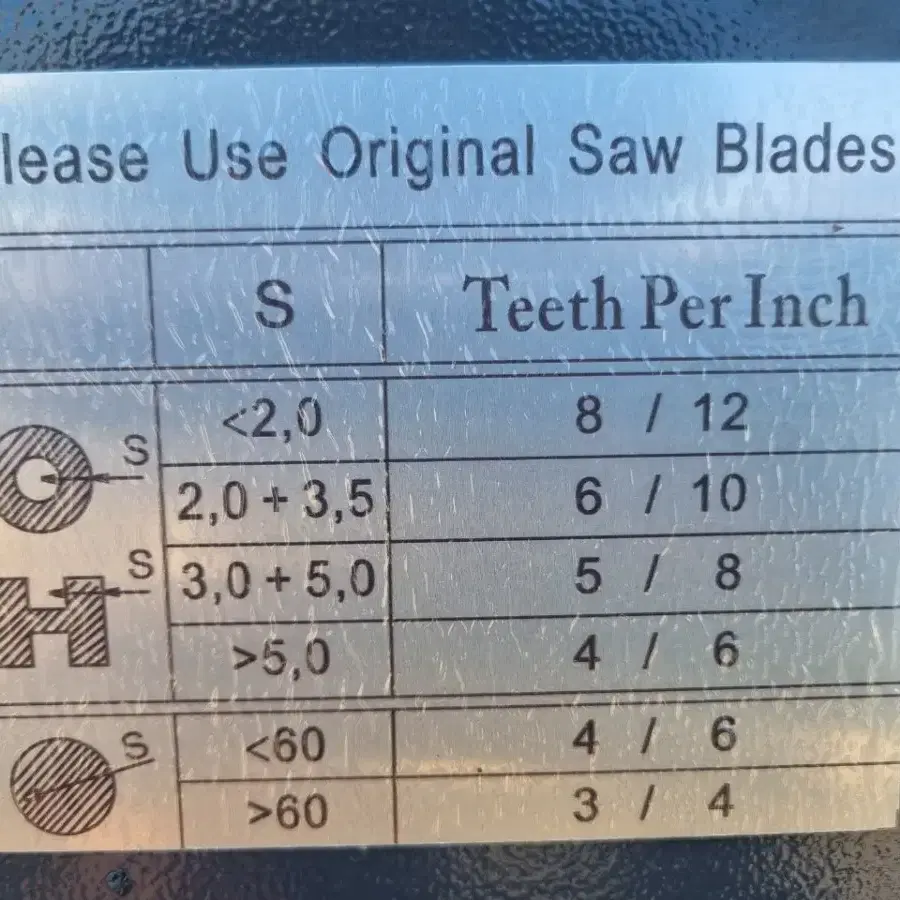 lease Use Original Saw Blades
S Teeth Per Inch
S <2,0 8 / 12
2,0 + 3,5 6 / 10
S 3,0 + 5,0 5 / 8
>5,0 4 / 6
S <60 4 / 6
>60 3 / 4